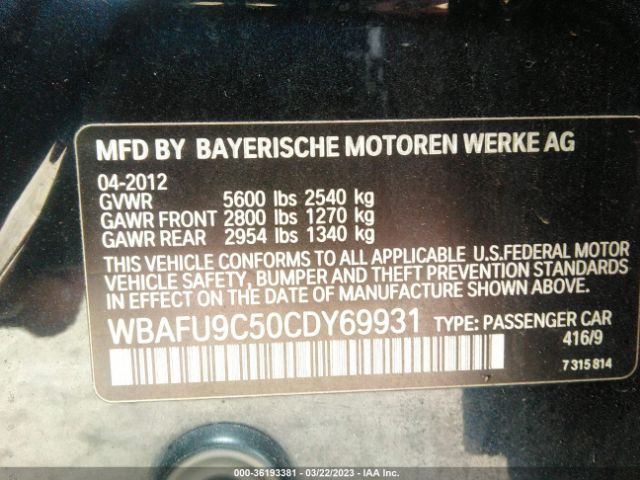 MFD BY BAYERISCHE MOTOREN WERKE AG
04-2012
GVWR 5600 lbs 2540 kg
GAWR FRONT 2800 lbs 1270 kg
GAWR REAR 2954 lbs 1340 kg
THIS VEHICLE CONFORMS TO ALL APPLICABLE U.S.FEDERAL MOTOR
VEHICLE SAFETY, BUMPER AND THEFT PREVENTION STANDARDS
IN EFFECT ON THE DATE OF MANUFACTURE SHOWN ABOVE.
WBAFU9C50CDY69931 TYPE: PASSENGER CAR
416/9
7 315 814
000-36193381 - 03/22/2023 - IAA Inc.